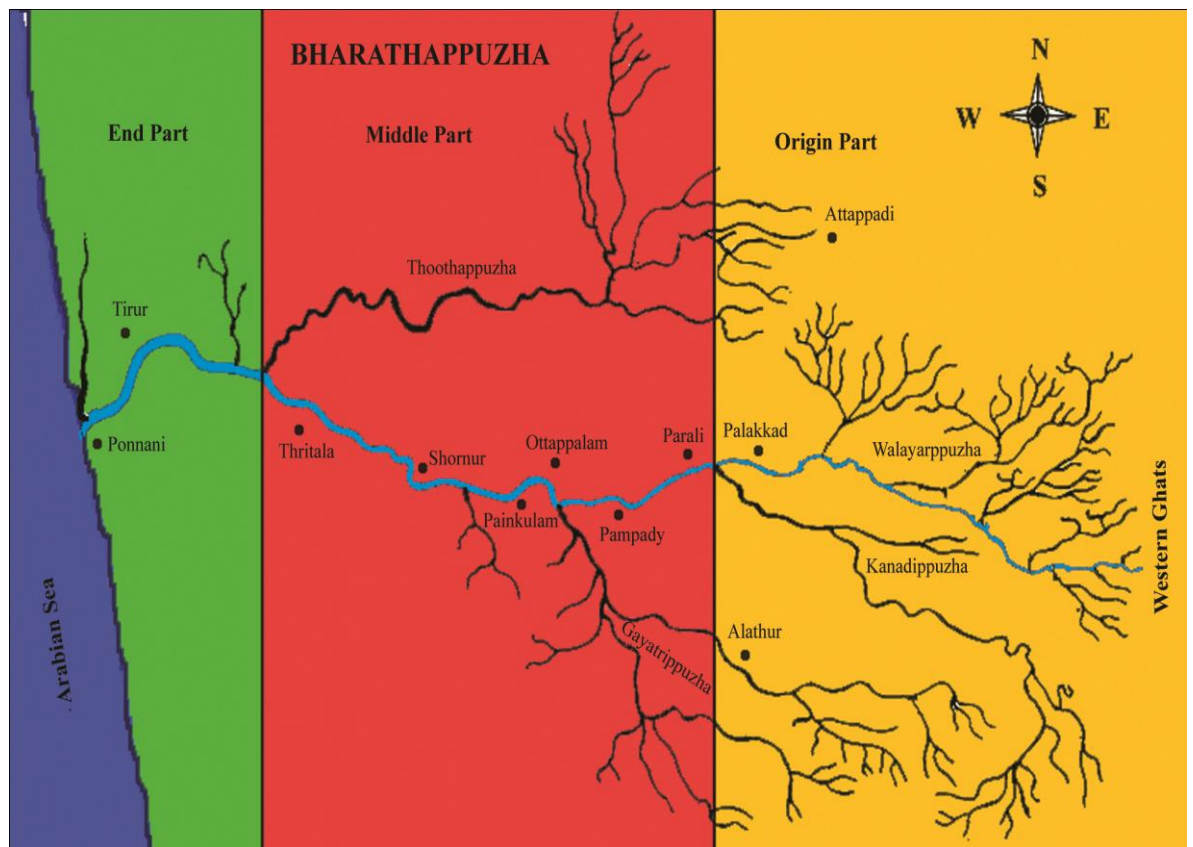 BHARATHAPPUZHA
N
W
E
S
End Part
Middle Part
Origin Part
Attappadi
Thoothappuzha
Tirur
Ponnani
Thritala
Shornur
Ottappalam
Painkulam
Pampady
Parali
Palakkad
Walayarppuzha
Kanadippuzha
Gayatrippuzha
Alathur
Arabian Sea
Western Ghats